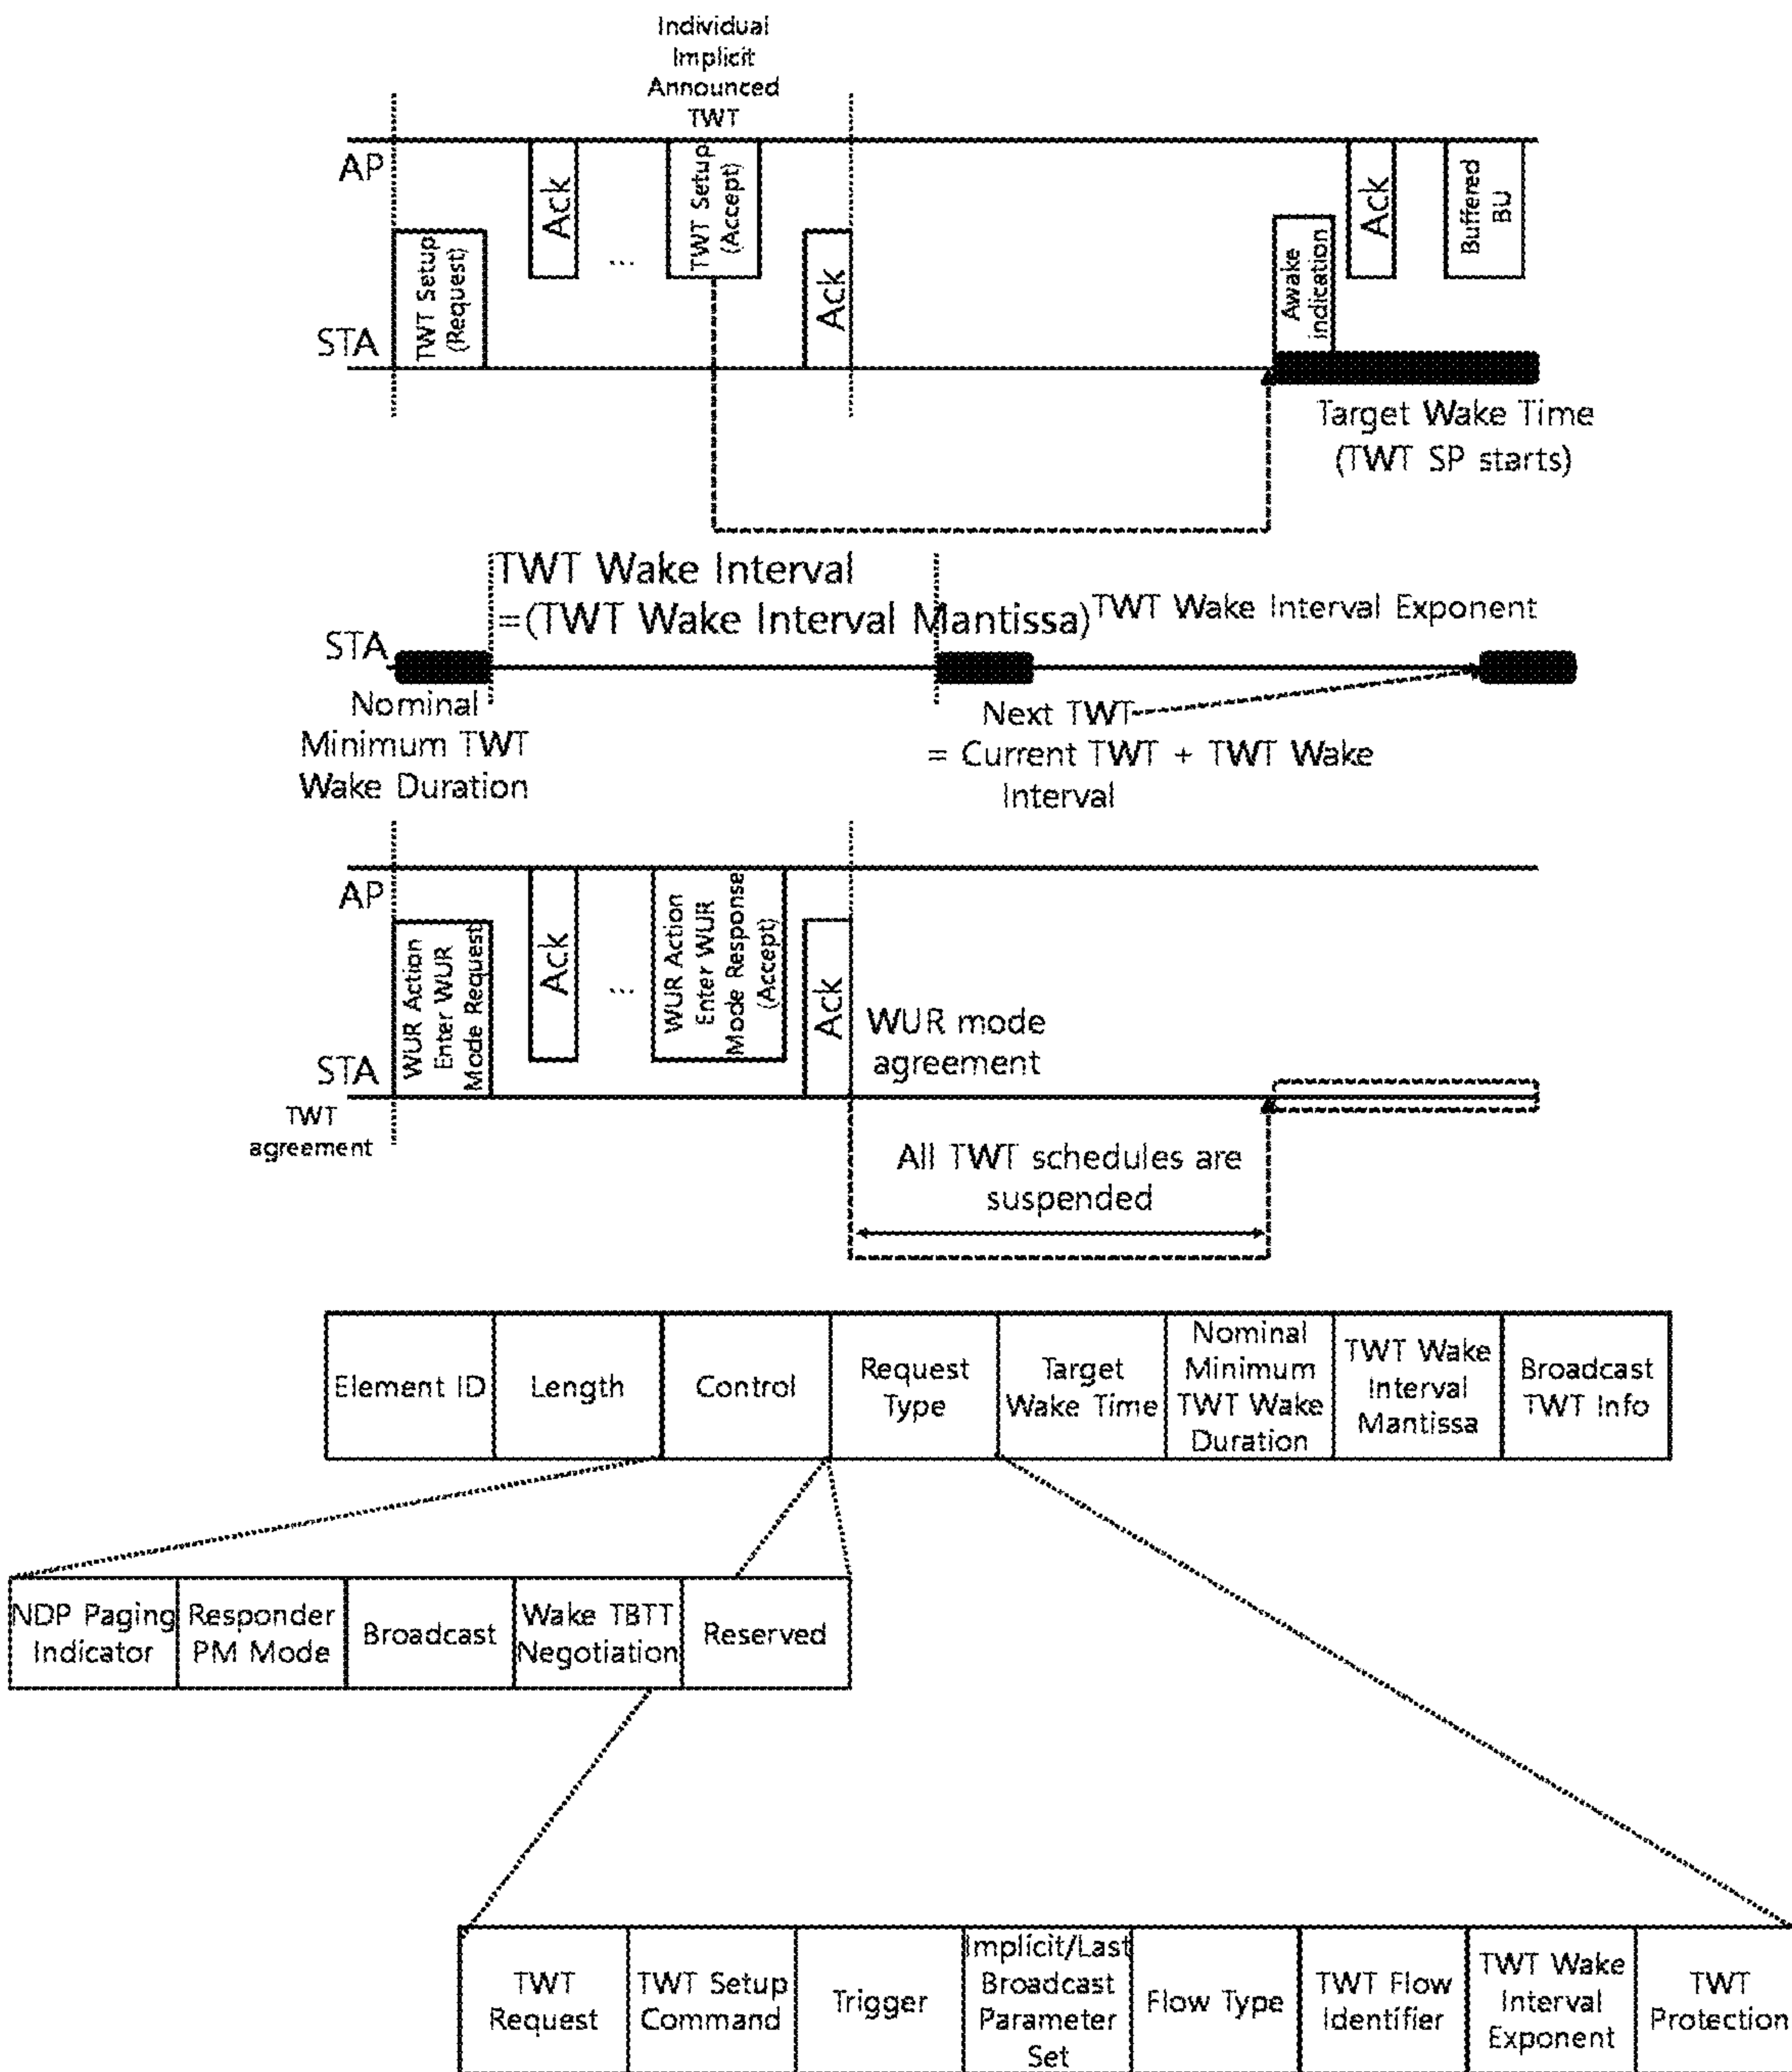 Individual
Implicit
Announced
TWT
AP
STA
TWT Setup
(Request)
Ack
...
TWT Setup
(Accept)
Ack
Awake
indication
Ack
Buffered
BU
Target Wake Time
(TWT SP starts)
TWT Wake Interval
=(TWT Wake Interval Mantissa)TWT Wake Interval Exponent
STA
Nominal
Minimum TWT
Wake Duration
Next TWT
= Current TWT + TWT Wake
Interval
AP
STA
TWT
agreement
WUR Action
Enter WUR
Mode Request
Ack
...
WUR Action
Enter WUR
Mode Response
(Accept)
Ack
WUR mode
agreement
All TWT schedules are
suspended
Element ID
Length
Control
Request
Type
Target
Wake Time
Nominal
Minimum
TWT Wake
Duration
TWT Wake
Interval
Mantissa
Broadcast
TWT Info
NDP Paging
Indicator
Responder
PM Mode
Broadcast
Wake TBTT
Negotiation
Reserved
TWT
Request
TWT Setup
Command
Trigger
Implicit/Last
Broadcast
Parameter
Set
Flow Type
TWT Flow
Identifier
TWT Wake
Interval
Exponent
TWT
Protection